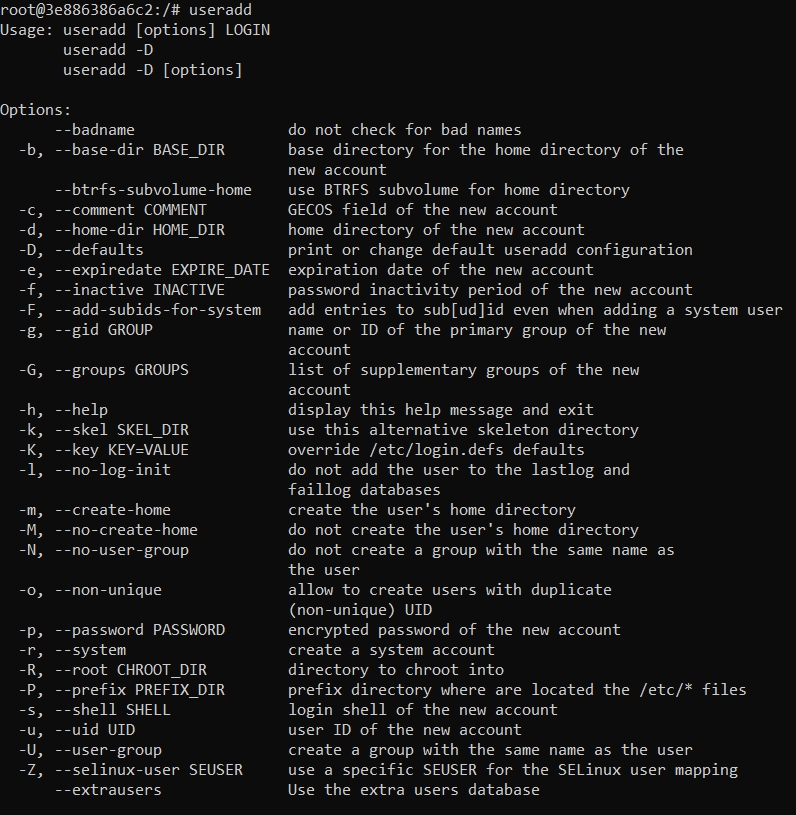 root@3e886386a6c2:/# useradd
Usage: useradd [options] LOGIN
       useradd -D
       useradd -D [options]

Options:
      --badname                 do not check for bad names
  -b, --base-dir BASE_DIR       base directory for the home directory of the
                                new account
      --btrfs-subvolume-home    use BTRFS subvolume for home directory
  -c, --comment COMMENT         GECOS field of the new account
  -d, --home-dir HOME_DIR       home directory of the new account
  -D, --defaults                print or change default useradd configuration
  -e, --expiredate EXPIRE_DATE  expiration date of the new account
  -f, --inactive INACTIVE       password inactivity period of the new account
  -F, --add-subids-for-system   add entries to sub[ud]id even when adding a system user
  -g, --gid GROUP               name or ID of the primary group of the new
                                account
  -G, --groups GROUPS           list of supplementary groups of the new
                                account
  -h, --help                    display this help message and exit
  -k, --skel SKEL_DIR           use this alternative skeleton directory
  -K, --key KEY=VALUE           override /etc/login.defs defaults
  -l, --no-log-init             do not add the user to the lastlog and
                                faillog databases
  -m, --create-home             create the user's home directory
  -M, --no-create-home          do not create the user's home directory
  -N, --no-user-group           do not create a group with the same name as
                                the user
  -o, --non-unique              allow to create users with duplicate
                                (non-unique) UID
  -p, --password PASSWORD       encrypted password of the new account
  -r, --system                  create a system account
  -R, --root CHROOT_DIR         directory to chroot into
  -P, --prefix PREFIX_DIR       prefix directory where are located the /etc/* files
  -s, --shell SHELL             login shell of the new account
  -u, --uid UID                 user ID of the new account
  -U, --user-group              create a group with the same name as the user
  -Z, --selinux-user SEUSER     use a specific SEUSER for the SELinux user mapping
      --extrausers              Use the extra users database